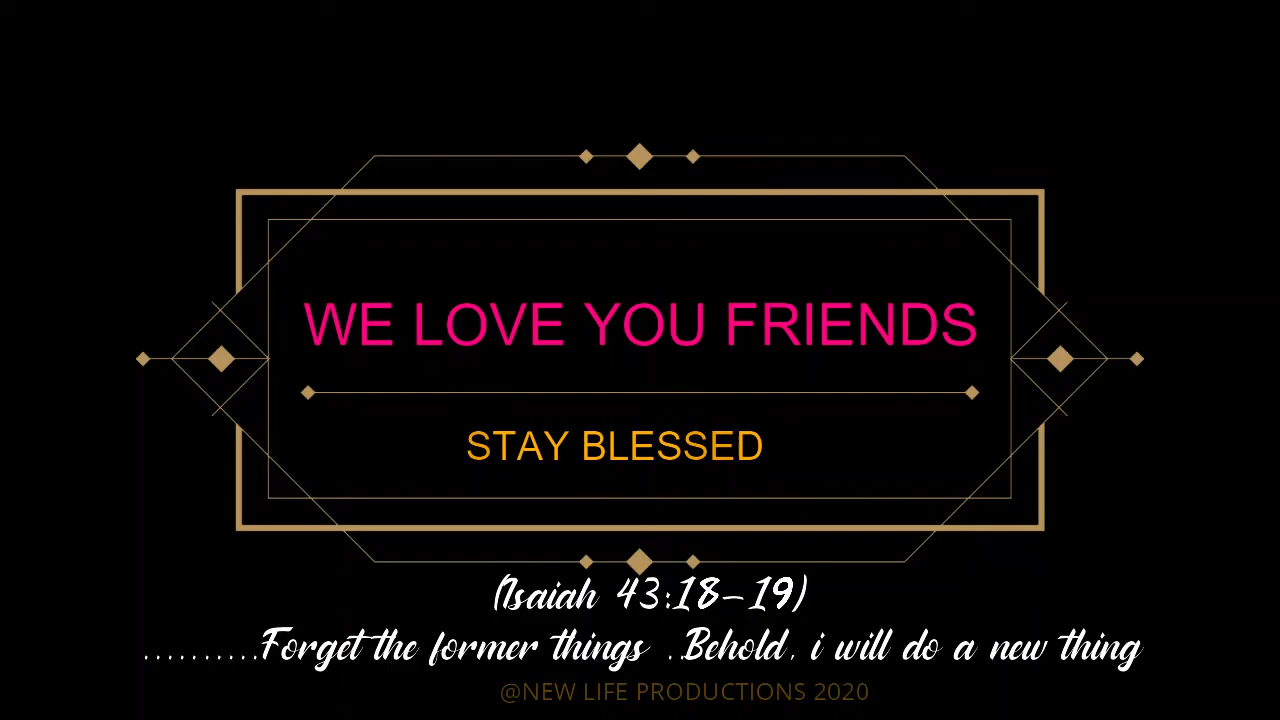 WE LOVE YOU FRIENDS
STAY BLESSED
(Isaiah 43:18-19)
..........Forget the former things ..Behold, i will do a new thing
@NEW LIFE PRODUCTIONS 2020